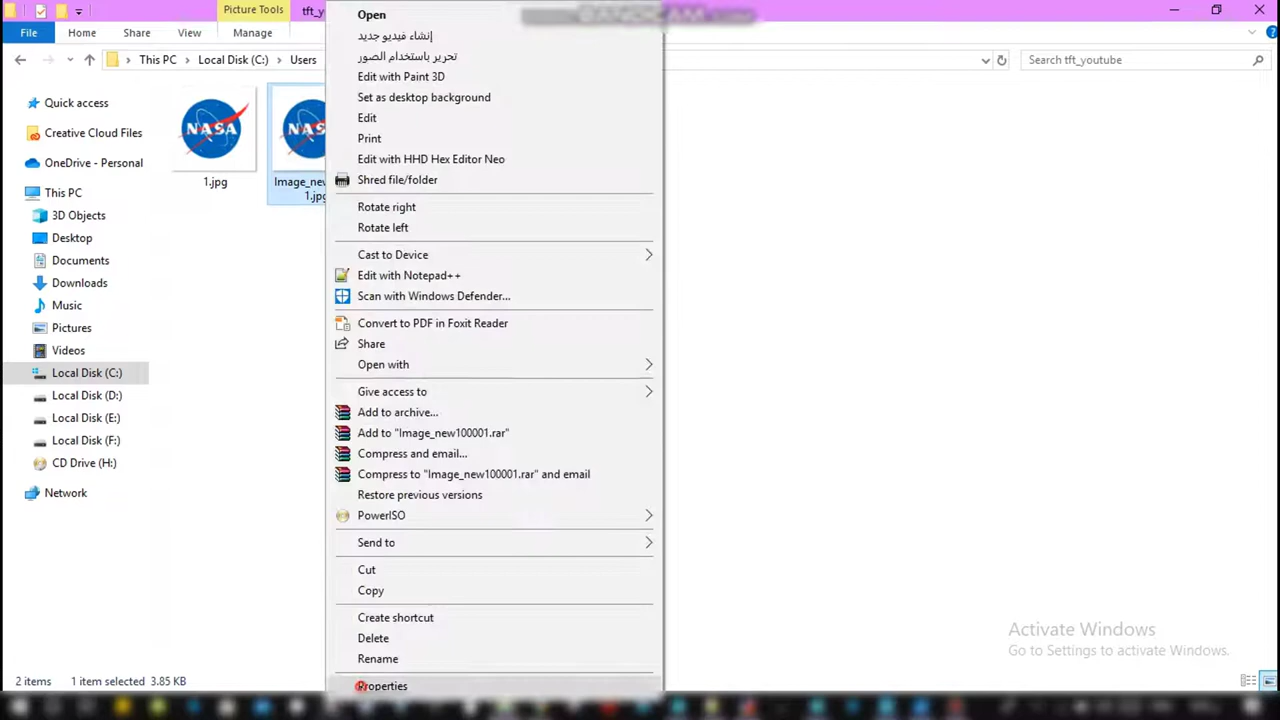 Picture Tools
tft_y
File
Home
Share
View
Manage
This PC
Local Disk (C:)
Users
Search tft_youtube
Quick access
Creative Cloud Files
OneDrive - Personal
This PC
3D Objects
Desktop
Documents
Downloads
Music
Pictures
Videos
Local Disk (C:)
Local Disk (D:)
Local Disk (E:)
Local Disk (F:)
CD Drive (H:)
Network
NASA
1.jpg
NASA
Image_new
1.jpg
Open
إنشاء فيديو جديد
تحرير باستخدام الصور
Edit with Paint 3D
Set as desktop background
Edit
Print
Edit with HHD Hex Editor Neo
Shred file/folder
Rotate right
Rotate left
Cast to Device
Edit with Notepad++
Scan with Windows Defender...
Convert to PDF in Foxit Reader
Share
Open with
Give access to
Add to archive...
Add to "Image_new100001.rar"
Compress and email...
Compress to "Image_new100001.rar" and email
Restore previous versions
PowerISO
Send to
Cut
Copy
Create shortcut
Delete
Rename
Properties
Activate Windows
Go to Settings to activate Windows.
2 items
1 item selected 3.85 KB